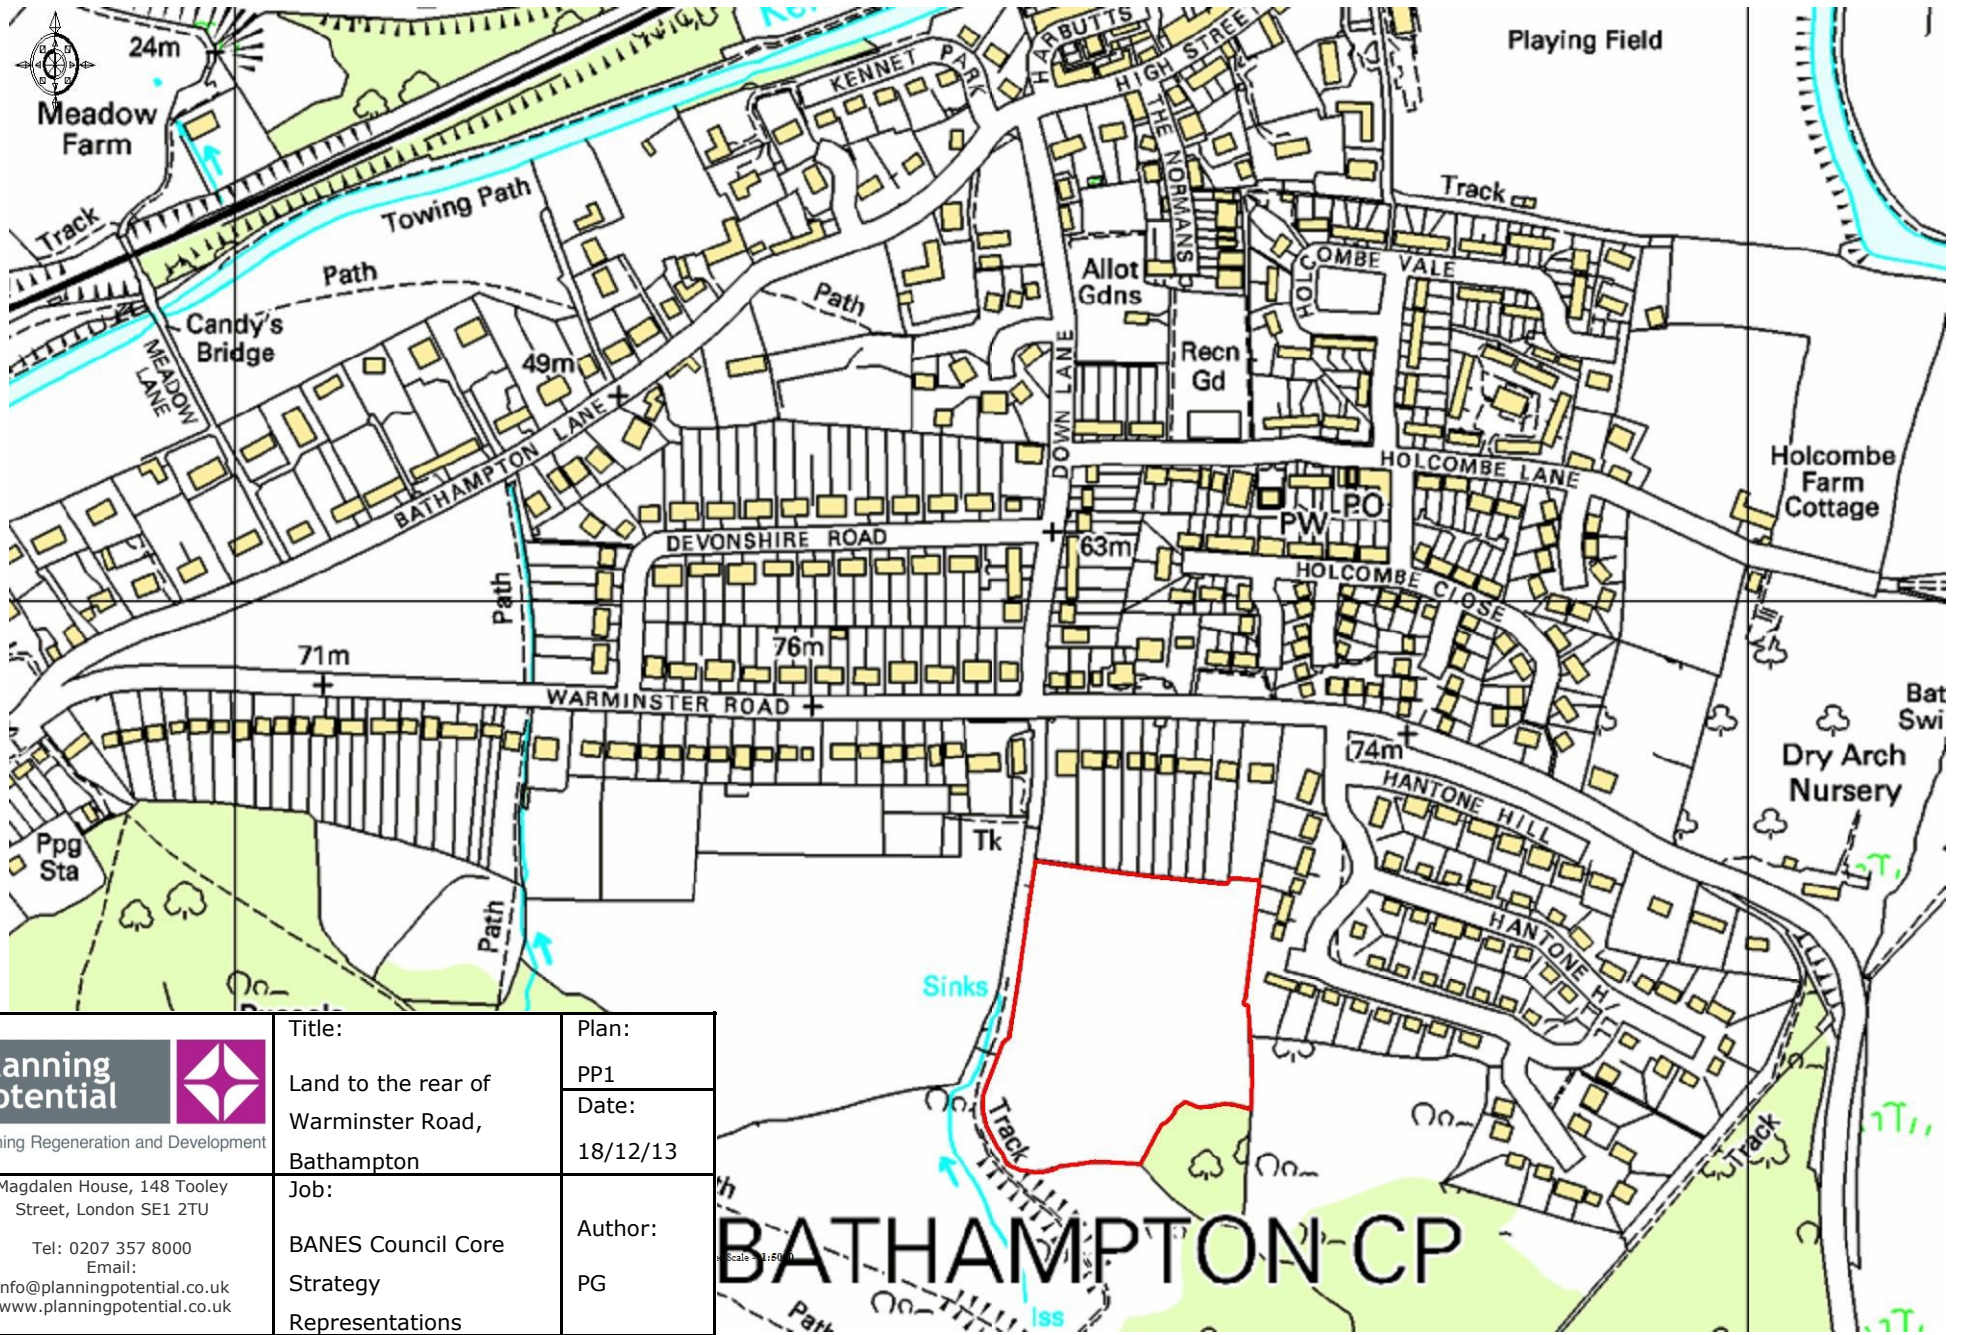 24m
Meadow
Farm
Track
Towing Path
Path
Candy's
Bridge
MEADOW
LANE
49m
BATHAMPTON LANE
KENNET PARK
HARBUTTS
HIGH STREET
THE NORMANS
Playing Field
Track
Path
Allot
Gdns
DOWN LANE
Recn
Gd
HOLCOMBE VALE
HOLCOMBE LANE
Holcombe
Farm
Cottage
PO
PW
63m
DEVONSHIRE ROAD
HOLCOMBE CLOSE
Path
76m
71m
WARMINSTER ROAD
74m
HANTONE HILL
Bat
Swi
Dry Arch
Nursery
Ppg
Sta
Tk
Path
HANTONE H
Sinks
Track
Track
BATHAMPTON CP
Scale - 1:50
Path
Iss
anning
otential
ning Regeneration and Development
Magdalen House, 148 Tooley
Street, London SE1 2TU
Tel: 0207 357 8000
Email:
nfo@planningpotential.co.uk
www.planningpotential.co.uk
Title:
Land to the rear of
Warminster Road,
Bathampton
Plan:
PP1
Date:
18/12/13
Job:
BANES Council Core
Strategy
Representations
Author:
PG